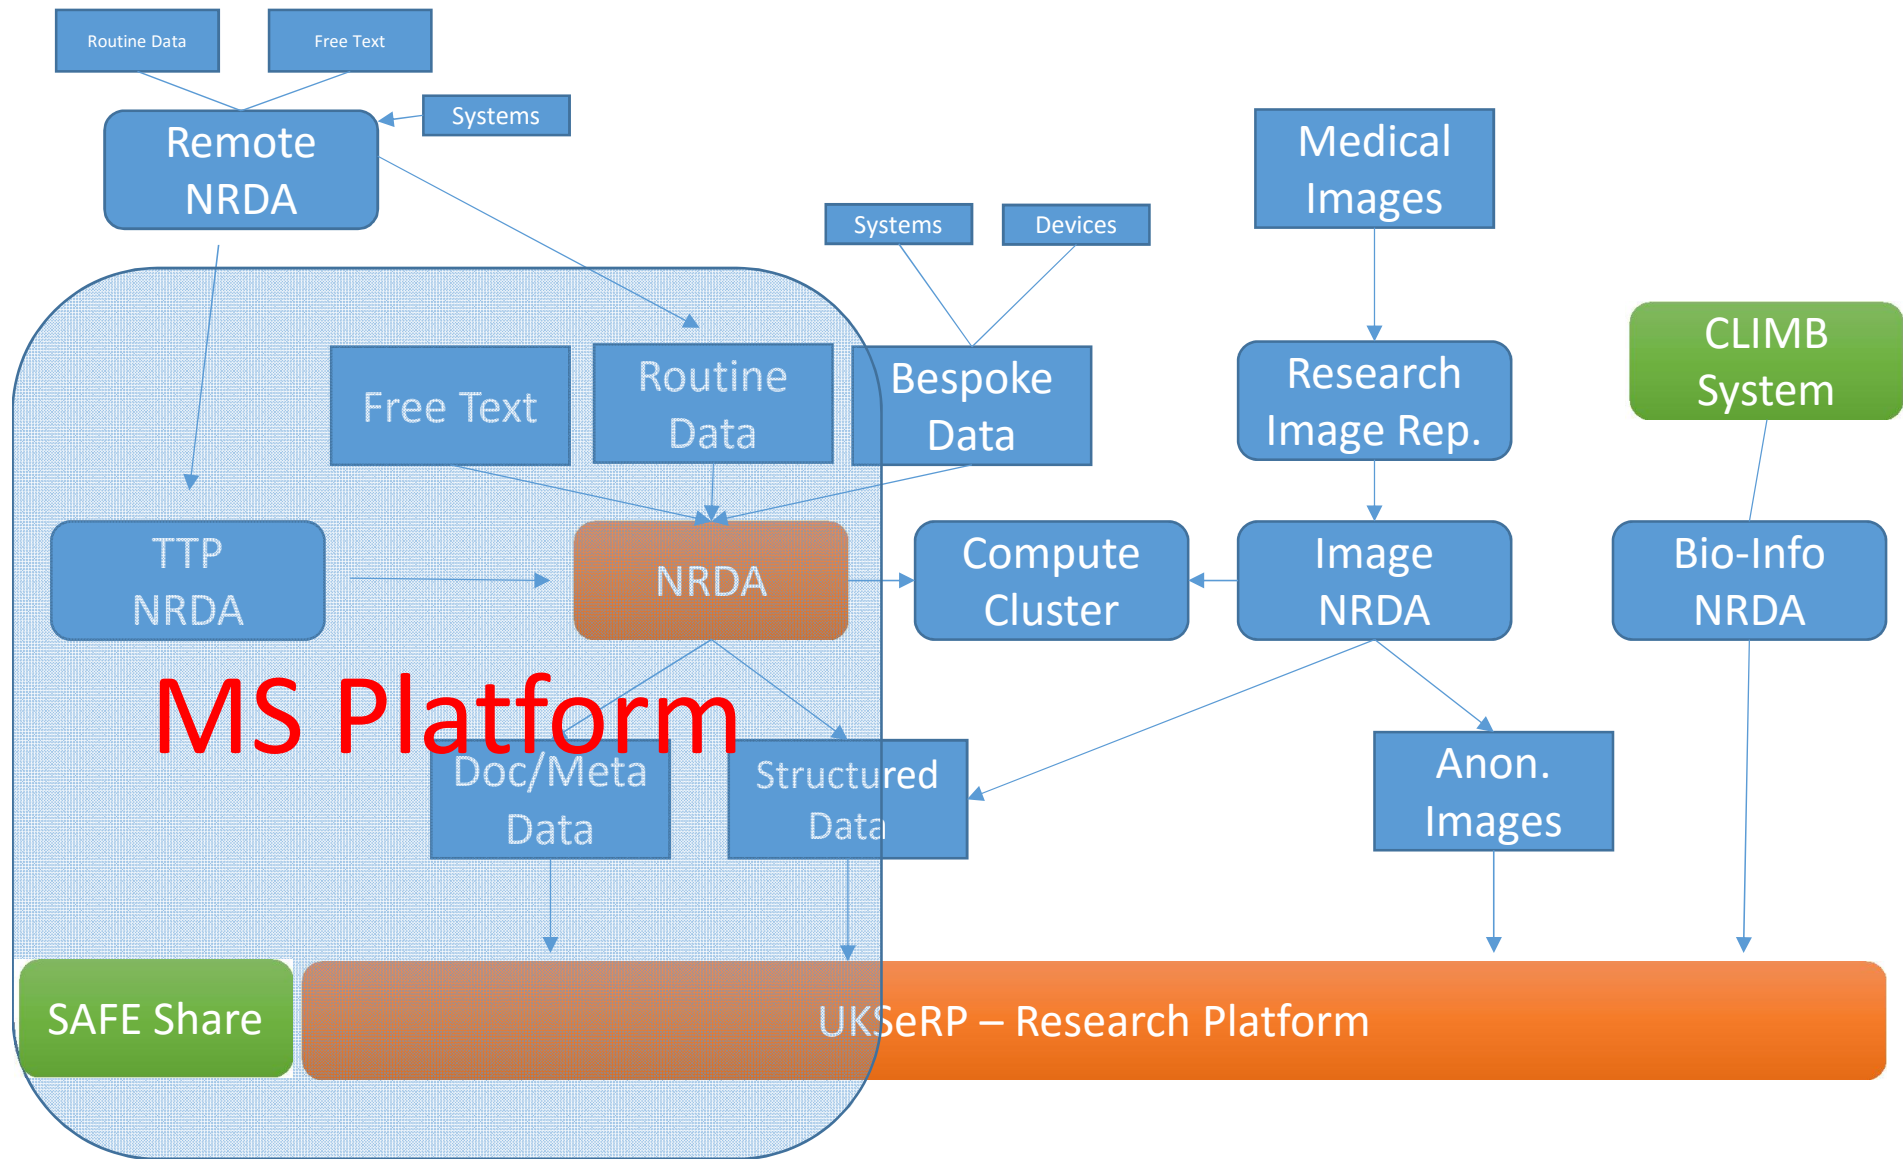 Routine Data
Free Text
Systems
Remote
NRDA
Medical
Images
Systems
Devices
CLIMB
System
Free Text
Routine
Data
Bespoke
Data
Research
Image Rep.
TTP
NRDA
NRDA
Compute
Cluster
Image
NRDA
Bio-Info
NRDA
MS Platform
Doc/Meta
Data
Structured
Data
Anon.
Images
SAFE Share
UKSeRP – Research Platform